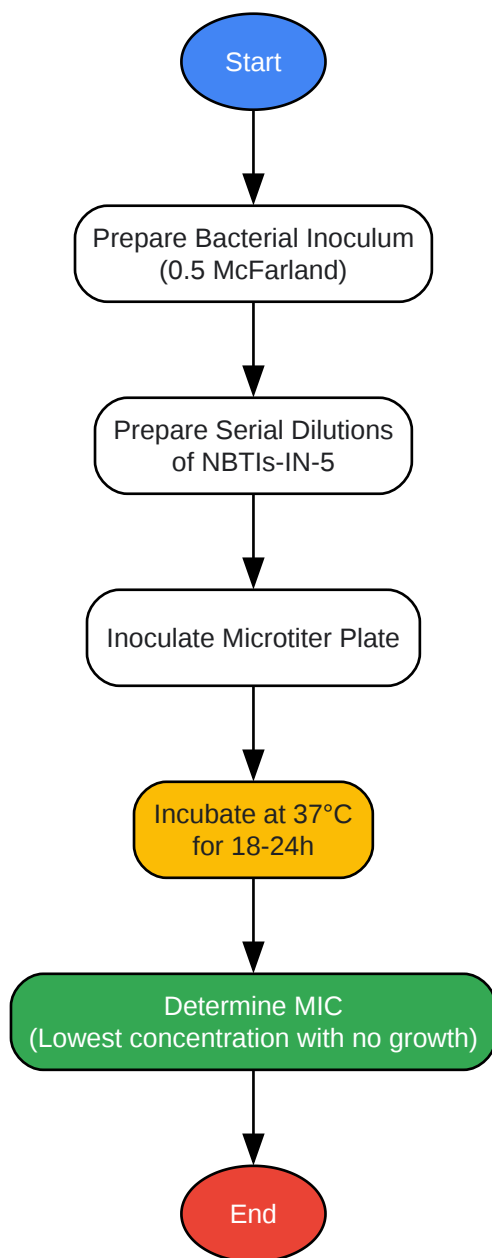 Start
Prepare Bacterial Inoculum
(0.5 McFarland)
Prepare Serial Dilutions
of NBTIs-IN-5
Inoculate Microtiter Plate
Incubate at 37°C
for 18-24h
Determine MIC
(Lowest concentration with no growth)
End